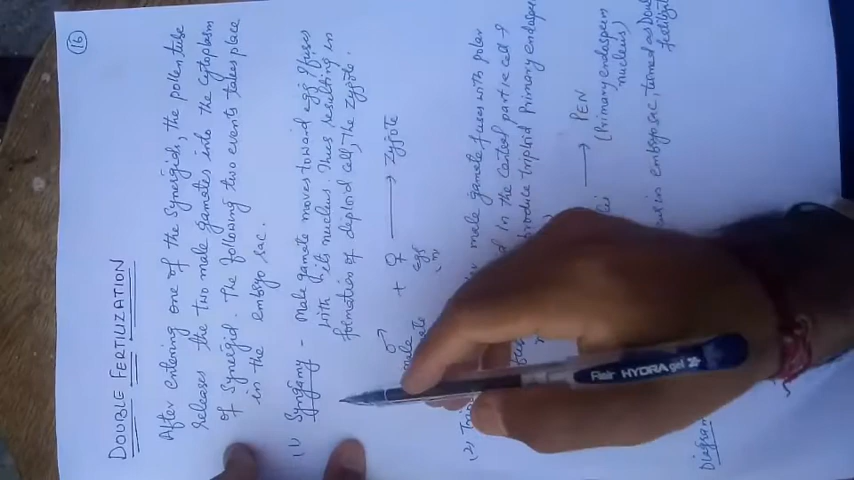 16
DOUBLE FERTILIZATION
After entering one of the Synergids, the pollen tube
releases the two male gametes into the cytoplasm
of Synergid. The following two events takes place
in the embryo sac.
(1) Syngamy - Male gamete moves toward egg & fuses
with its nucleus. Thus resulting in
formation of deploid cell, the zygote.
♂ + ♀ → Zygote
male gamete egg
(n)
(2) male gamete fuses with polar
in the central part e cell &
produce triploid Primary endosperm
→ PEN
(Primary endosperm
nucleus)
in embryo sac, termed as Double
fertiliz
Diagram
Flair HYDRA gel